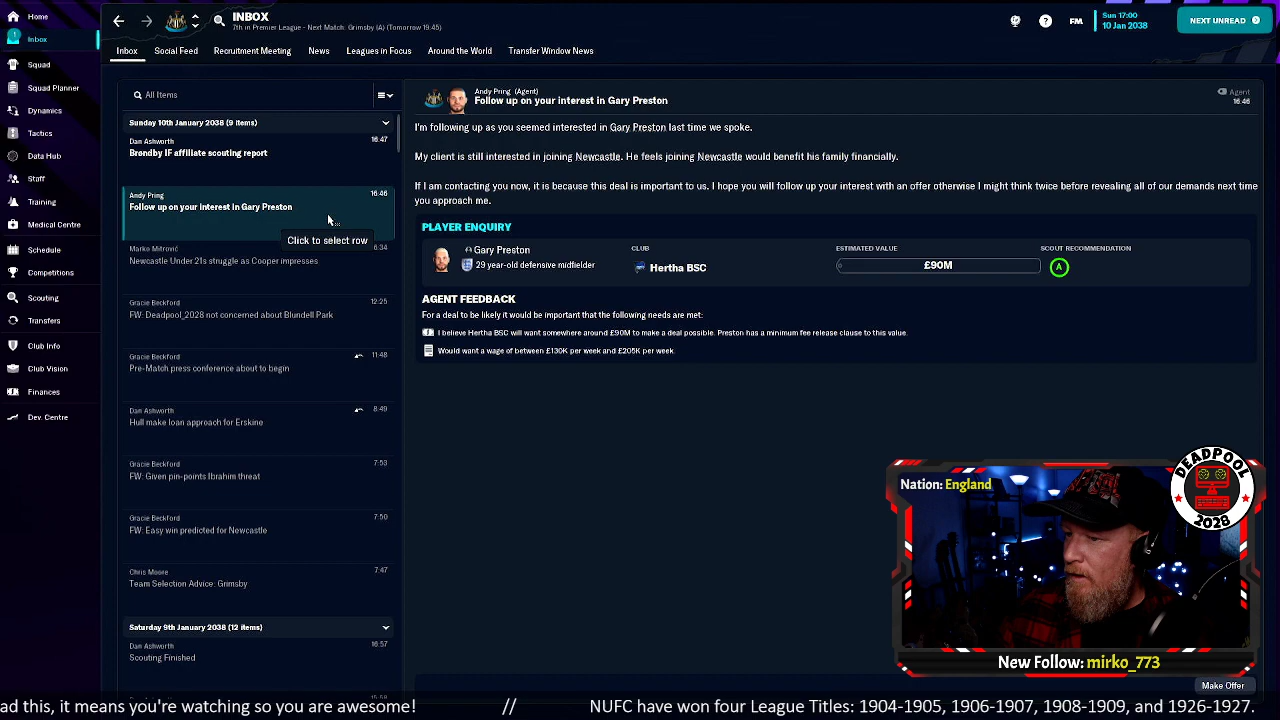 Home
Inbox
Squad
Squad Planner
Dynamics
Tactics
Data Hub
Staff
Training
Medical Centre
Schedule
Competitions
Scouting
Transfers
Club Info
Club Vision
Finances
Dev. Centre
INBOX
7th in Premier League - Next Match: Grimsby (A) (Tomorrow 19:45)
FM
Sun 17:00
10 Jan 2038
NEXT UNREAD
Inbox Social Feed Recruitment Meeting News Leagues in Focus Around the World Transfer Window News
All Items
Sunday 10th January 2038 (9 items)
Dan Ashworth 16:47
Brøndby IF affiliate scouting report
Andy Pring 16:46
Follow up on your interest in Gary Preston
Click to select row
Marko Mitrović 6:34
Newcastle Under 21s struggle as Cooper impresses
Gracie Beckford 12:25
FW: Deadpool_2028 not concerned about Blundell Park
Gracie Beckford 11:48
Pre-Match press conference about to begin
Dan Ashworth 8:49
Hull make loan approach for Erskine
Gracie Beckford 7:53
FW: Given pin-points Ibrahim threat
Gracie Beckford 7:50
FW: Easy win predicted for Newcastle
Chris Moore 7:47
Team Selection Advice: Grimsby
Saturday 9th January 2038 (12 items)
Dan Ashworth 16:57
Scouting Finished
Andy Pring (Agent)
Follow up on your interest in Gary Preston
Agent
16:46
I'm following up as you seemed interested in Gary Preston last time we spoke.
My client is still interested in joining Newcastle. He feels joining Newcastle would benefit his family financially.
If I am contacting you now, it is because this deal is important to us. I hope you will follow up your interest with an offer otherwise I might think twice before revealing all of our demands next time
you approach me.
PLAYER ENQUIRY
Gary Preston
29 year-old defensive midfielder
CLUB
Hertha BSC
ESTIMATED VALUE
£90M
SCOUT RECOMMENDATION
A
AGENT FEEDBACK
For a deal to be likely it would be important that the following needs are met:
I believe Hertha BSC will want somewhere around £90M to make a deal possible. Preston has a minimum fee release clause to this value.
Would want a wage of between £130K per week and £205K per week.
Nation: England
DEADPOOL
2028
New Follow: mirko_773
Make Offer
ad this, it means you're watching so you are awesome! // NUFC have won four League Titles: 1904-1905, 1906-1907, 1908-1909, and 1926-1927.